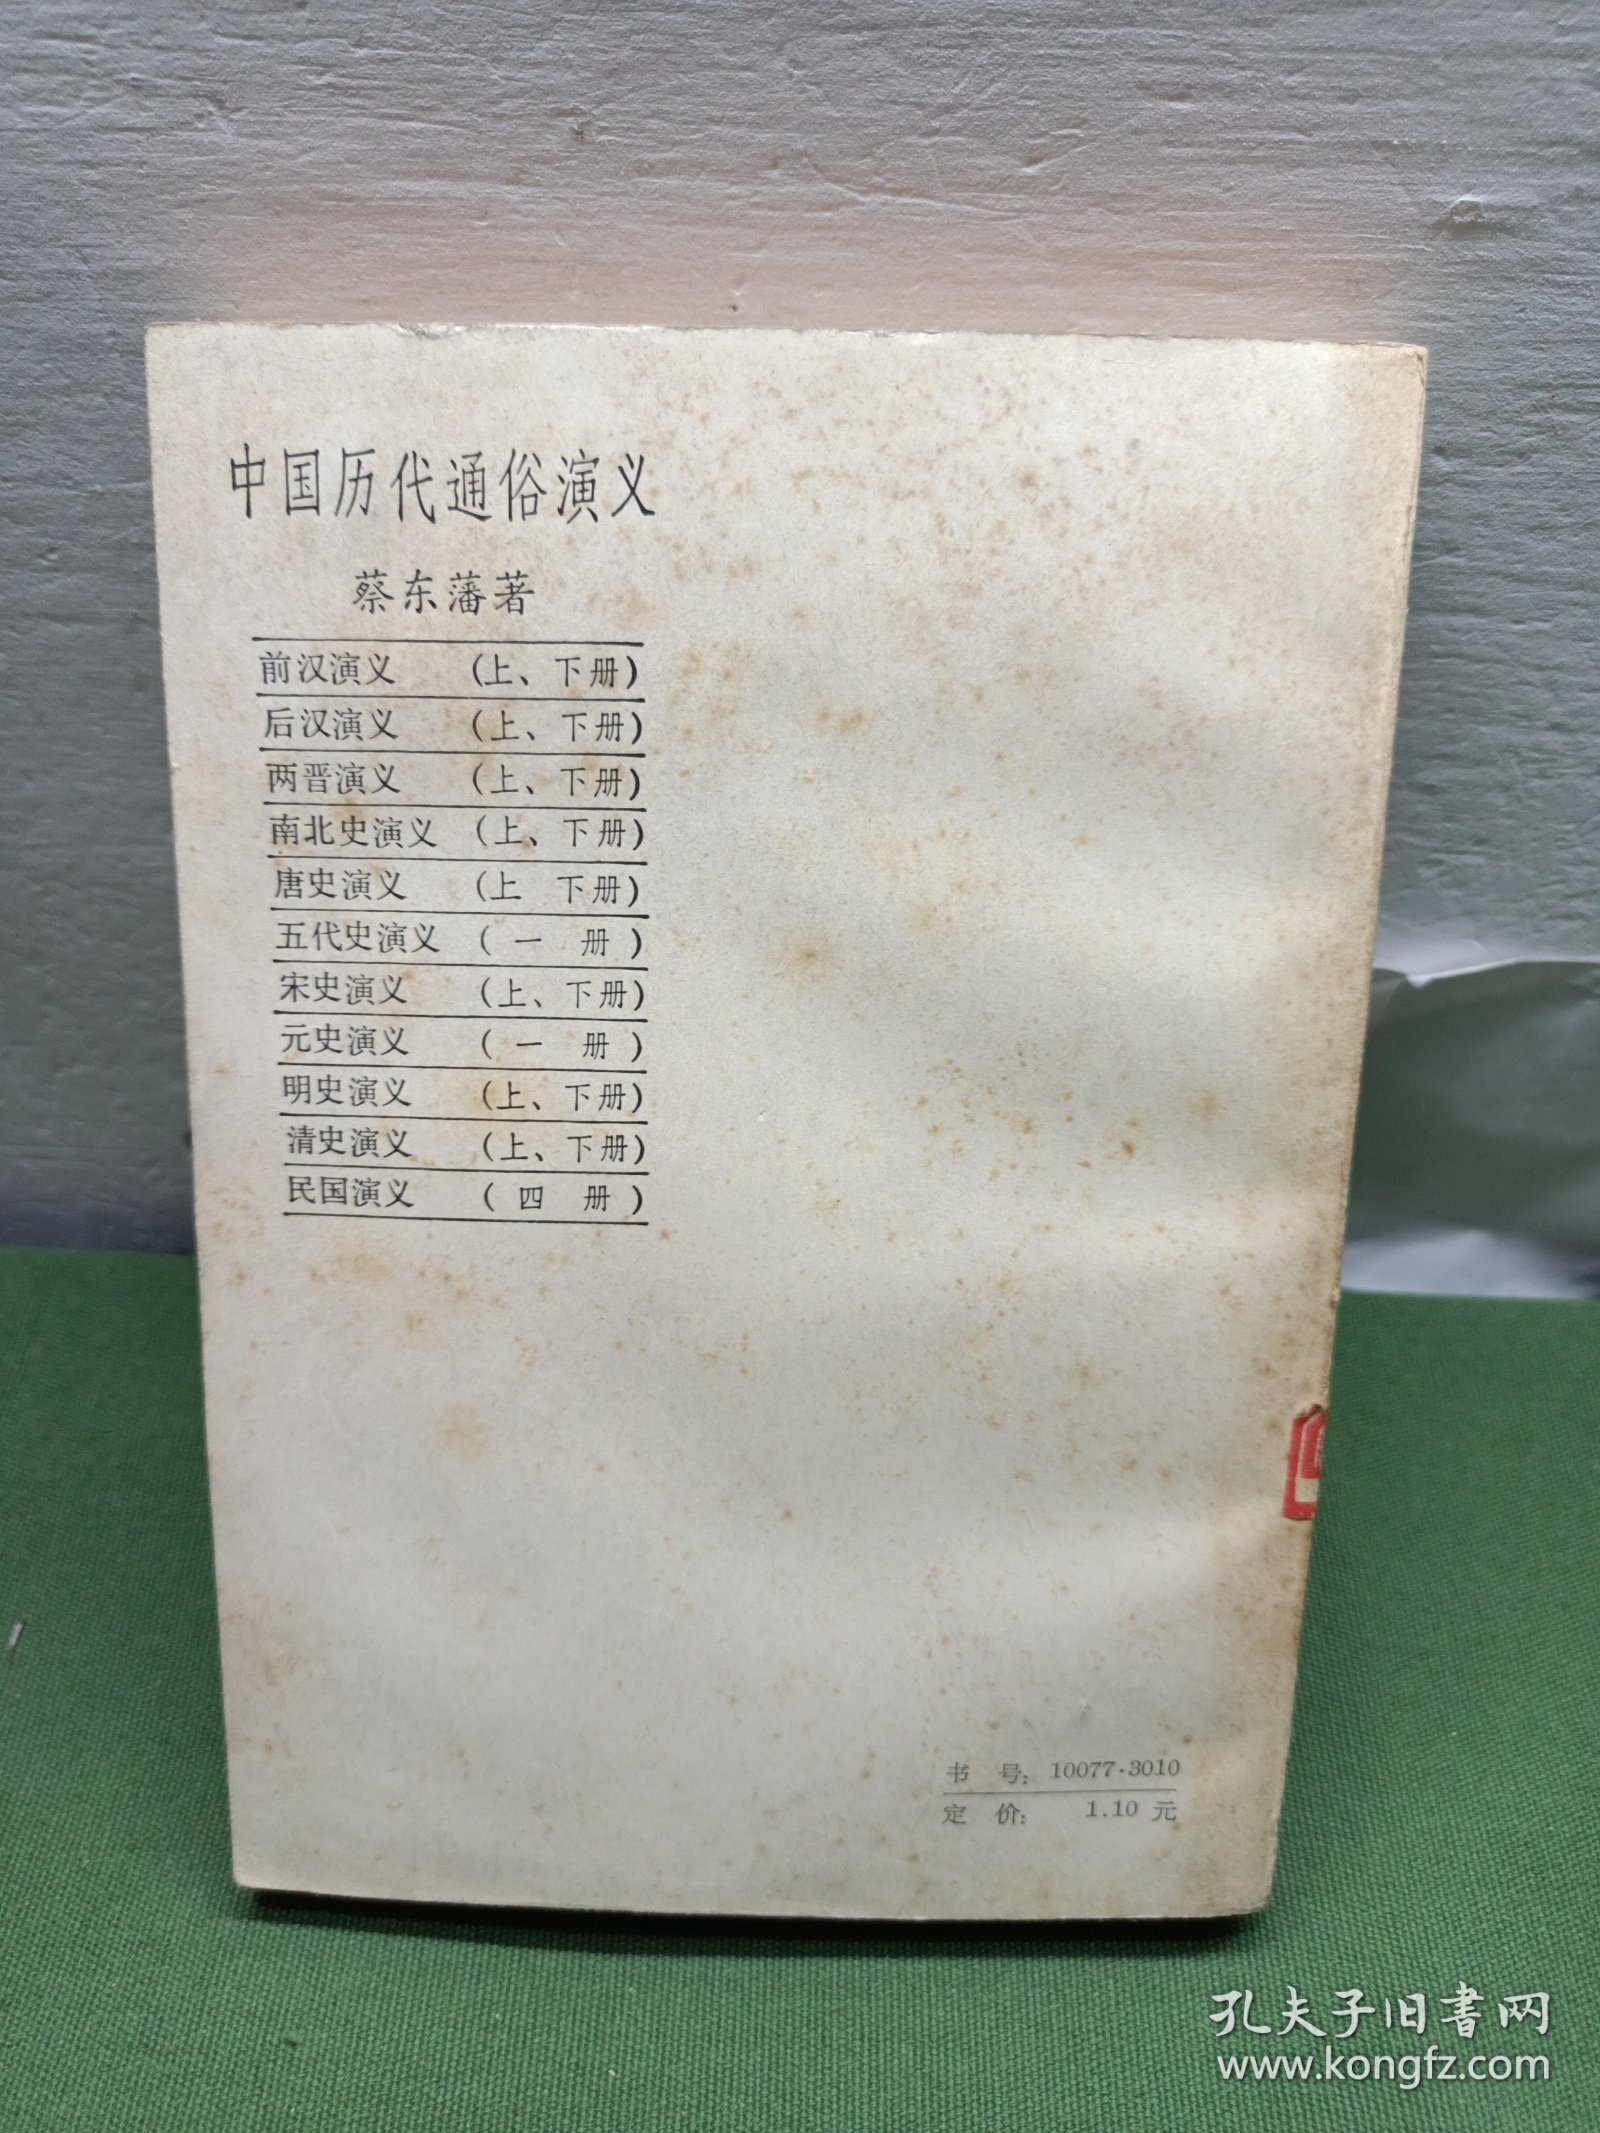 中国历代通俗演义
蔡东藩著
前汉演义 (上、下册)
后汉演义 (上、下册)
两晋演义 (上、下册)
南北史演义 (上、下册)
唐史演义 (上 下册)
五代史演义 (一 册)
宋史演义 (上、下册)
元史演义 (一 册)
明史演义 (上、下册)
清史演义 (上、下册)
民国演义 (四 册)
书 号: 10077·3010
定 价: 1.10 元
孔夫子旧书网
www.kongfz.com